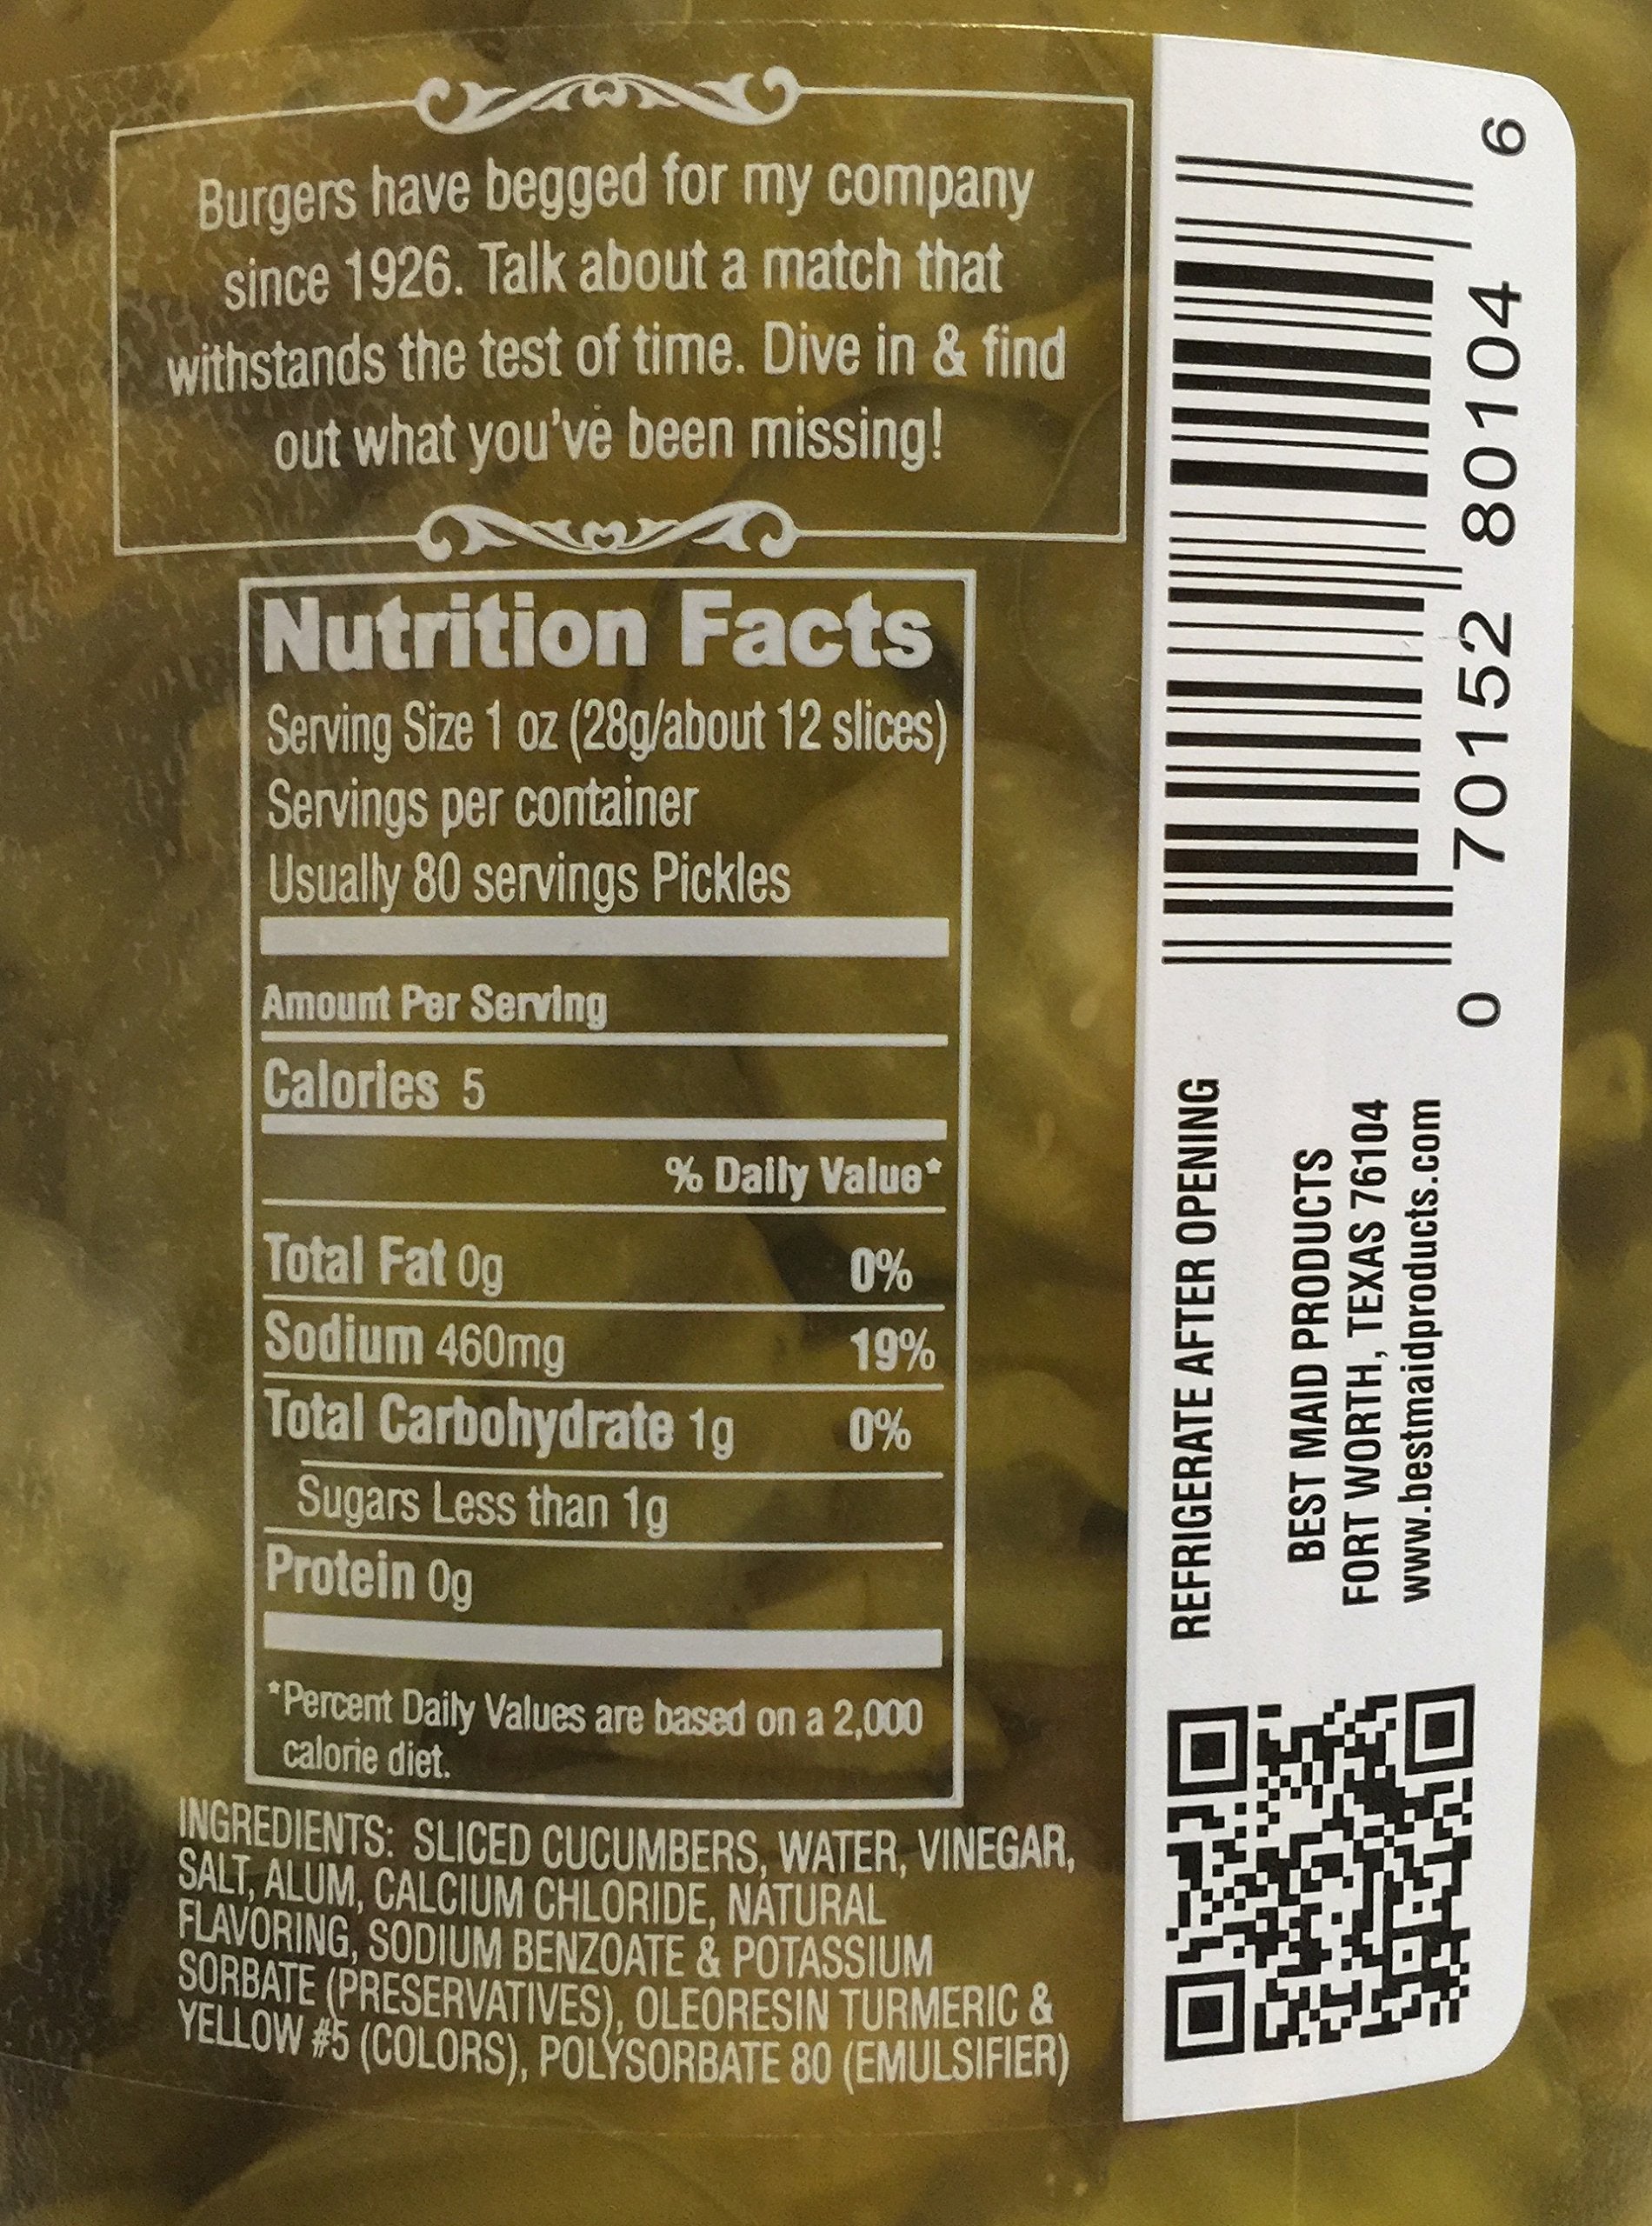 Burgers have begged for my company
since 1926. Talk about a match that
withstands the test of time. Dive in & find
out what you've been missing!
Nutrition Facts
Serving Size 1 oz (28g/about 12 slices)
Servings per container
Usually 80 servings Pickles
Amount Per Serving
Calories 5
% Daily Value*
Total Fat 0g 0%
Sodium 460mg 19%
Total Carbohydrate 1g 0%
Sugars Less than 1g
Protein 0g
*Percent Daily Values are based on a 2,000
calorie diet.
INGREDIENTS: SLICED CUCUMBERS, WATER, VINEGAR,
SALT, ALUM, CALCIUM CHLORIDE, NATURAL
FLAVORING, SODIUM BENZOATE & POTASSIUM
SORBATE (PRESERVATIVES), OLEORESIN TURMERIC &
YELLOW #5 (COLORS), POLYSORBATE 80 (EMULSIFIER)
REFRIGERATE AFTER OPENING
BEST MAID PRODUCTS
FORT WORTH, TEXAS 76104
www.bestmaidproducts.com
0 70152 80104 6